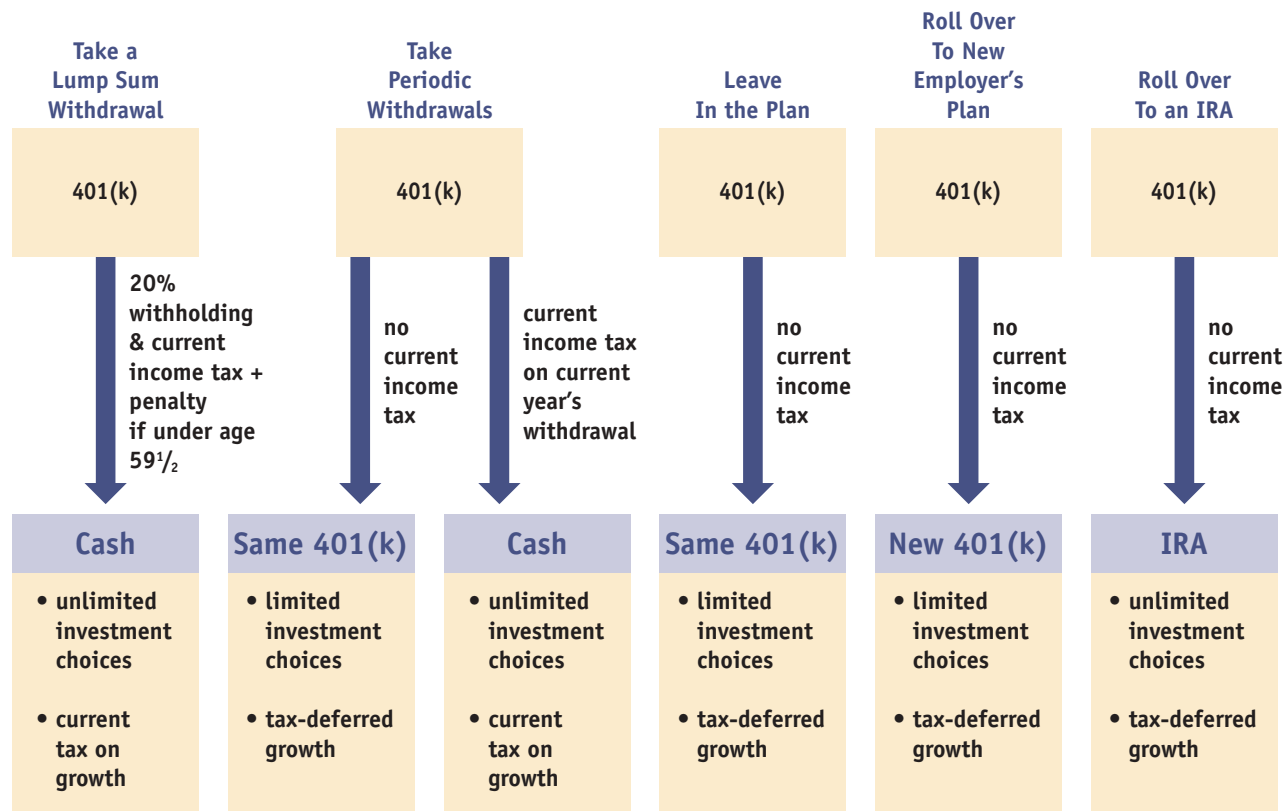 Take a
Lump Sum
Withdrawal
Take
Periodic
Withdrawals
Leave
In the Plan
Roll Over
To New
Employer's
Plan
Roll Over
To an IRA
401(k)
401(k)
401(k)
401(k)
401(k)
20%
withholding
& current
income tax +
penalty
if under age
59 1/2
no
current
income
tax
current
income tax
on current
year's
withdrawal
no
current
income
tax
no
current
income
tax
no
current
income
tax
Cash
• unlimited
investment
choices
• current
tax on
growth
Same 401(k)
• limited
investment
choices
• tax-deferred
growth
Cash
• unlimited
investment
choices
• current
tax on
growth
Same 401(k)
• limited
investment
choices
• tax-deferred
growth
New 401(k)
• limited
investment
choices
• tax-deferred
growth
IRA
• unlimited
investment
choices
• tax-deferred
growth